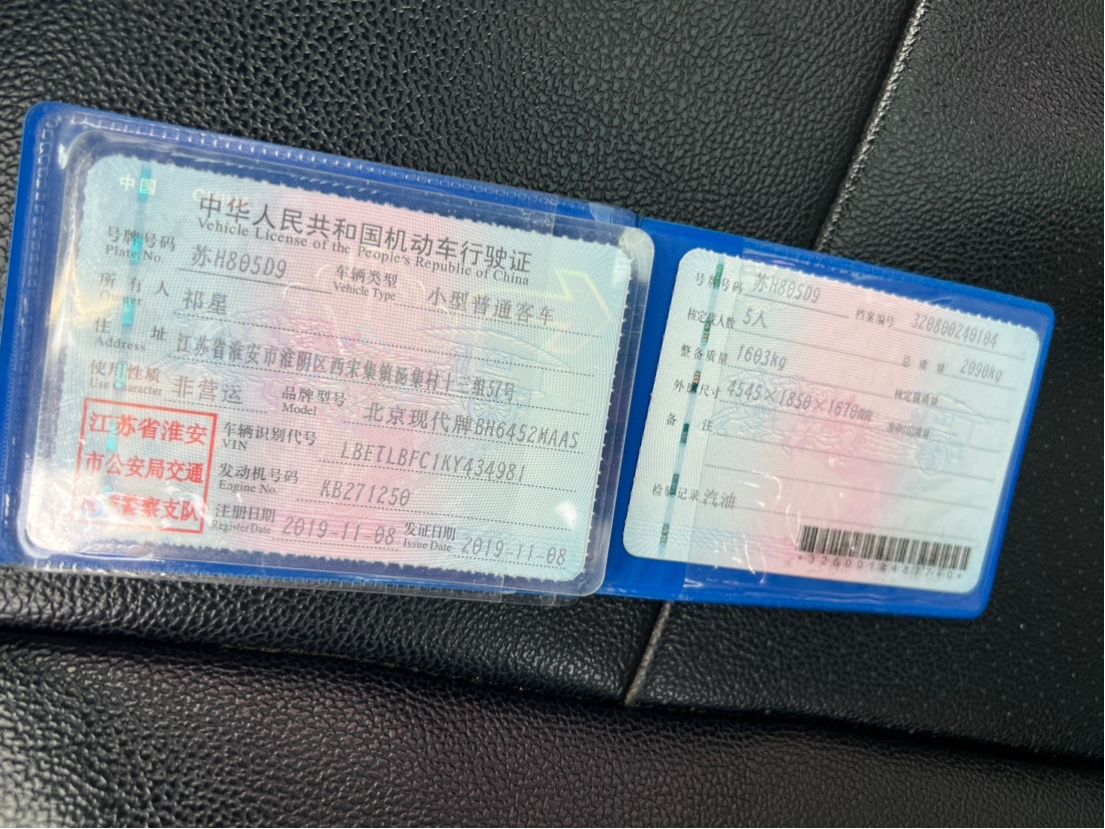 中国 CHINA
中华人民共和国机动车行驶证
Vehicle License of the People's Republic of China
号牌号码 苏H805D9 车辆类型 小型普通客车
Plate No. Vehicle Type
所有人 祁星
Owner
住址 江苏省淮安市淮阴区西宋集镇汤集村十二组57号
Address
使用性质 非营运 品牌型号 北京现代牌BH6452MAAS
Use Character Model
江苏省淮安
市公安局交通
警察支队
车辆识别代号 LBETLBFC1KY434981
VIN
发动机号码 KB271250
Engine No.
注册日期 2019-11-08 发证日期 2019-11-08
Register Date Issue Date
号牌号码 苏H805D9 档案编号 320800240104
核定载人数 5人 总质量 2090kg
整备质量 1603kg 核定载质量
外廓尺寸 4545×1850×1670mm
备注
检验记录 汽油